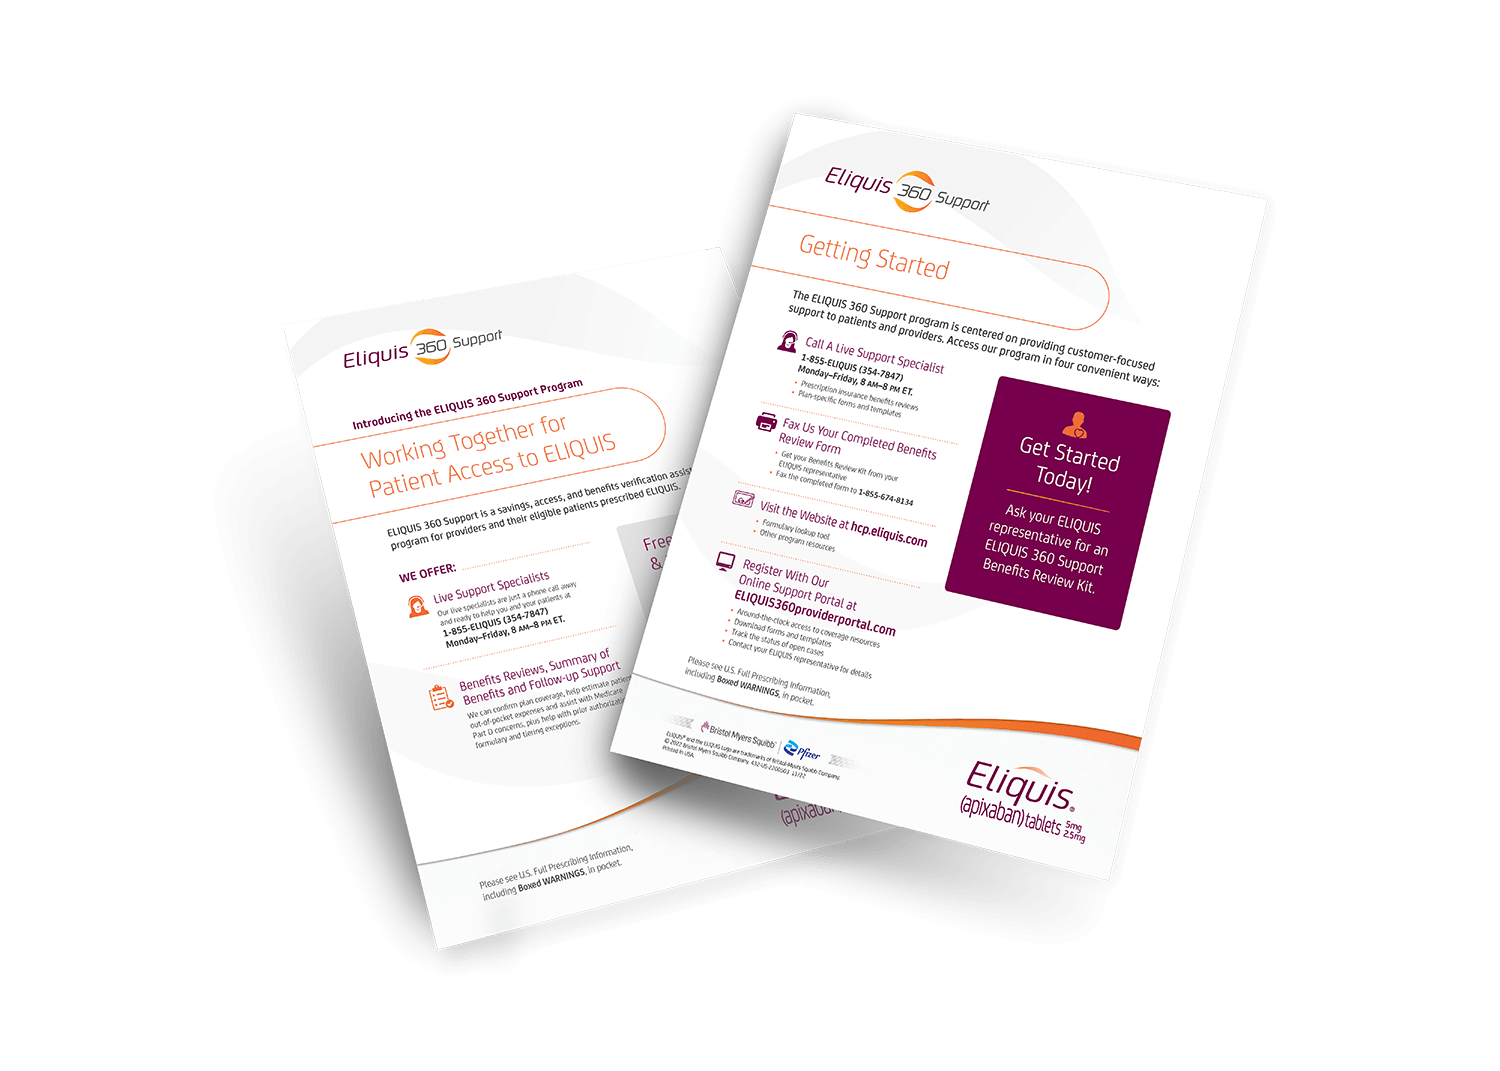 Eliquis 360 Support
Introducing the ELIQUIS 360 Support Program
Working Together for
Patient Access to ELIQUIS
ELIQUIS 360 Support is a savings, access, and benefits verification
program for providers and their eligible patients prescribed ELIQUIS.
WE OFFER:
Live Support Specialists
Our live specialists are just a phone call away
and ready to help you and your patients at
1-855-ELIQUIS (354-7847)
Monday–Friday, 8 AM–8 PM ET.
Benefits Reviews, Summary of
Benefits and Follow-up Support
We can confirm plan coverage, help estimate patient
out-of-pocket expenses and assist with Medicare
Part D concerns, plus help with prior
formulary and tiering exceptions.
Free
&
(apixaban)
Please see U.S. Full Prescribing Information,
including Boxed WARNINGS, in pocket.
Eliquis 360 Support
Getting Started
The ELIQUIS 360 Support program is centered on providing customer-focused
support to patients and providers. Access our program in four convenient ways:
Call A Live Support Specialist
1-855-ELIQUIS (354-7847)
Monday–Friday, 8 AM–8 PM ET.
• Prescription insurance benefits reviews
• Plan-specific forms and templates
Fax Us Your Completed Benefits
Review Form
• Get your Benefits Review Kit from your
ELIQUIS representative
• Fax the completed form to 1-855-674-8134
Visit the Website at hcp.eliquis.com
• Formulary lookup tool
• Other program resources
Register With Our
Online Support Portal at
ELIQUIS360providerportal.com
• Around-the-clock access to coverage resources
• Download forms and templates
• Track the status of open cases
• Contact your ELIQUIS representative for details
Get Started
Today!
Ask your ELIQUIS
representative for an
ELIQUIS 360 Support
Benefits Review Kit.
Please see U.S. Full Prescribing Information,
including Boxed WARNINGS, in pocket.
Bristol Myers Squibb™ | Pfizer
ELIQUIS® and the ELIQUIS Logo are trademarks of Bristol-Myers Squibb Company.
© 2022 Bristol Myers Squibb Company. 432-US-2200503 11/22
Printed in USA.
Eliquis®
(apixaban) tablets 5mg
2.5mg